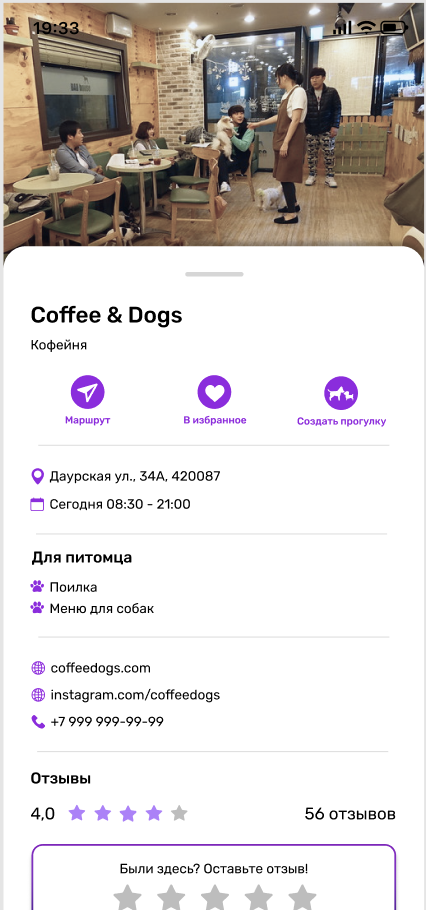 19:33
Coffee & Dogs
Кофейня
Маршрут
В избранное
Создать прогулку
Даурская ул., 34А, 420087
Сегодня 08:30 - 21:00
Для питомца
Поилка
Меню для собак
coffeedogs.com
instagram.com/coffeedogs
+7 999 999-99-99
Отзывы
4,0
56 отзывов
Были здесь? Оставьте отзыв!